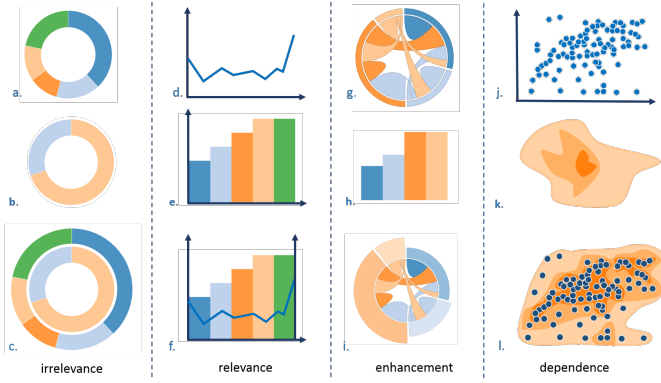 a.
b.
c.
irrelevance
d.
e.
f.
relevance
g.
h.
i.
enhancement
j.
k.
l.
dependence